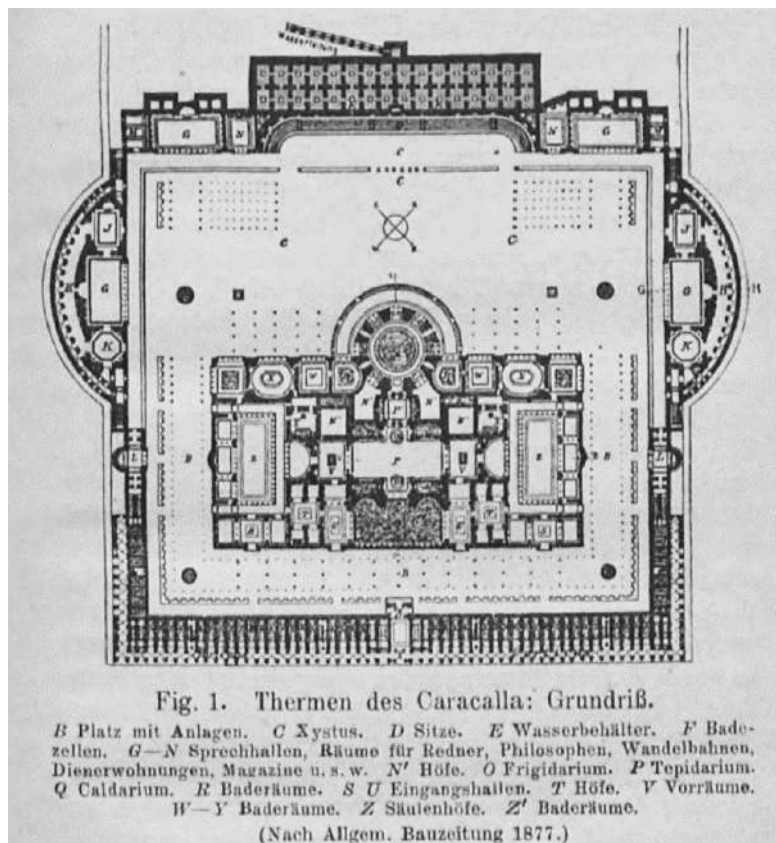 Fig. 1. Thermen des Caracalla: Grundriß.
B Platz mit Anlagen. C Xystus. D Sitze. E Wasserbehälter. F Bade-
zellen. G—N Sprechhallen, Räume für Redner, Philosophen, Wandelbahnen,
Dienerwohnungen, Magazine u. s. w. N' Höfe. O Frigidarium. P Tepidarium.
Q Caldarium. R Baderäume. S U Eingangshallen. T Höfe. V Vorräume.
W—Y Baderäume. Z Säulenhöfe. Z' Baderäume.
(Nach Allgem. Bauzeitung 1877.)
G N N G
C
C
J J
C C
G G H H
K K
W W
P
N' N'
L B Z P Z B L
B